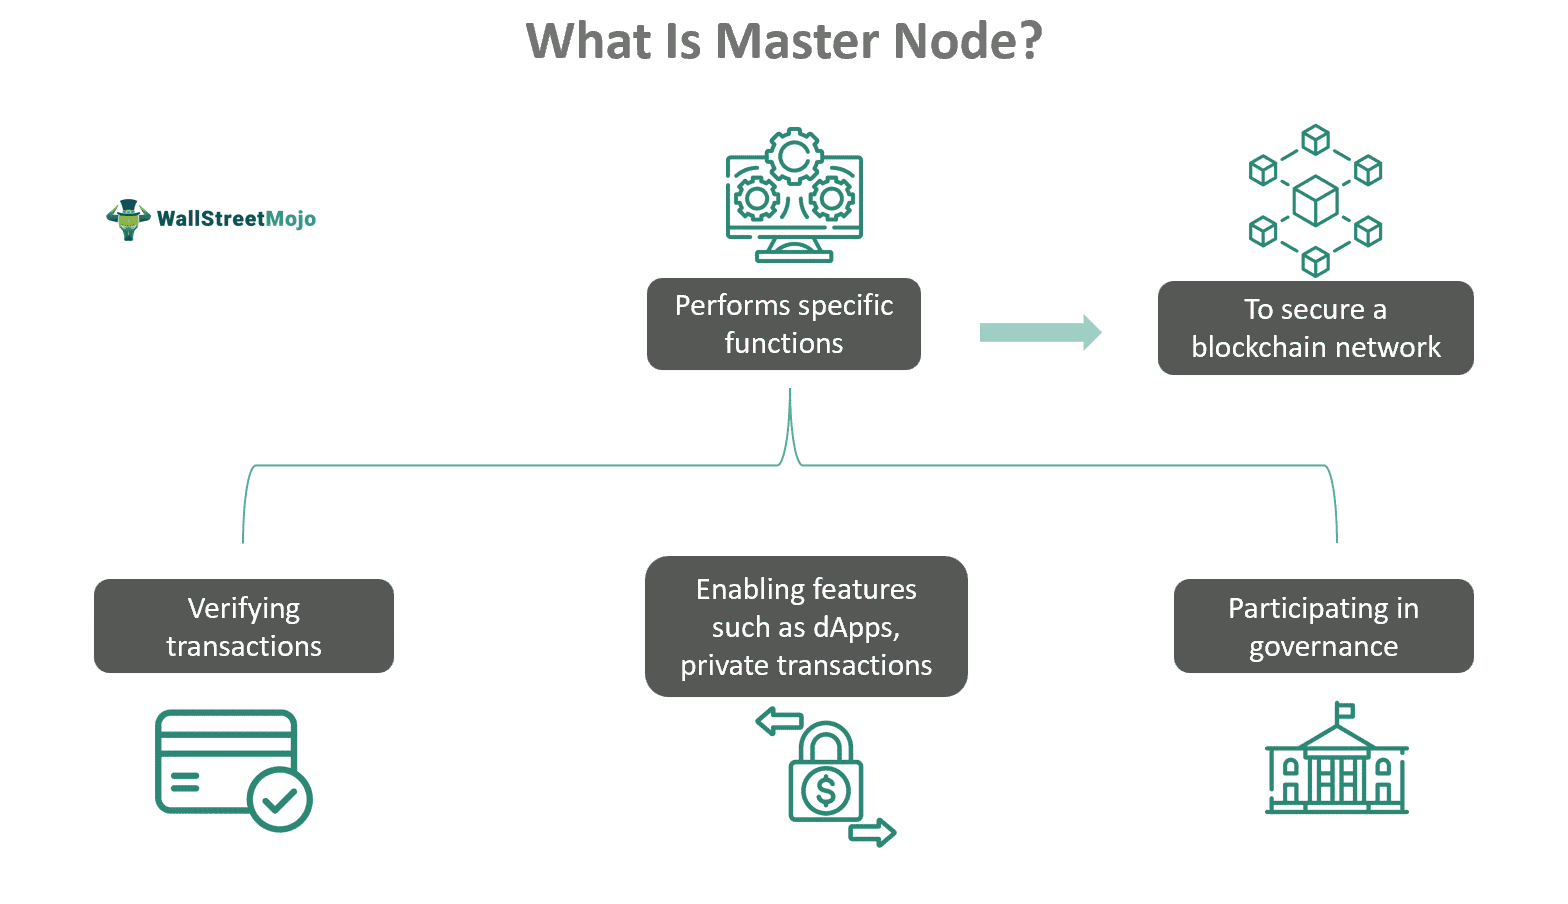 What Is Master Node?
WallStreetMojo
Performs specific
functions
To secure a
blockchain network
Verifying
transactions
Enabling features
such as dApps,
private transactions
Participating in
governance
$